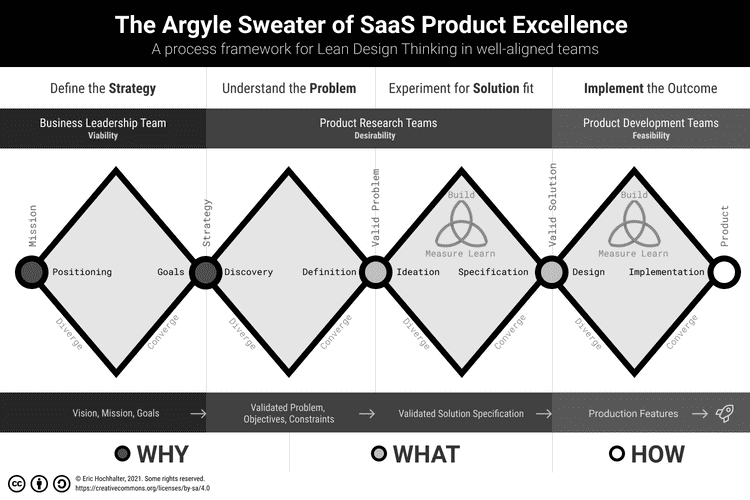 The Argyle Sweater of SaaS Product Excellence
A process framework for Lean Design Thinking in well-aligned teams
Define the Strategy
Understand the Problem
Experiment for Solution fit
Implement the Outcome
Business Leadership Team
Viability
Product Research Teams
Desirability
Product Development Teams
Feasibility
Mission
Positioning
Goals
Diverge
Converge
Strategy
Discovery
Definition
Valid Problem
Build
Measure Learn
Ideation
Specification
Diverge
Converge
Valid Solution
Build
Measure Learn
Design
Implementation
Diverge
Converge
Product
Vision, Mission, Goals
Validated Problem,
Objectives, Constraints
Validated Solution Specification
Production Features
WHY
WHAT
HOW
© Eric Hochhalter, 2021. Some rights reserved.
https://creativecommons.org/licenses/by-sa/4.0